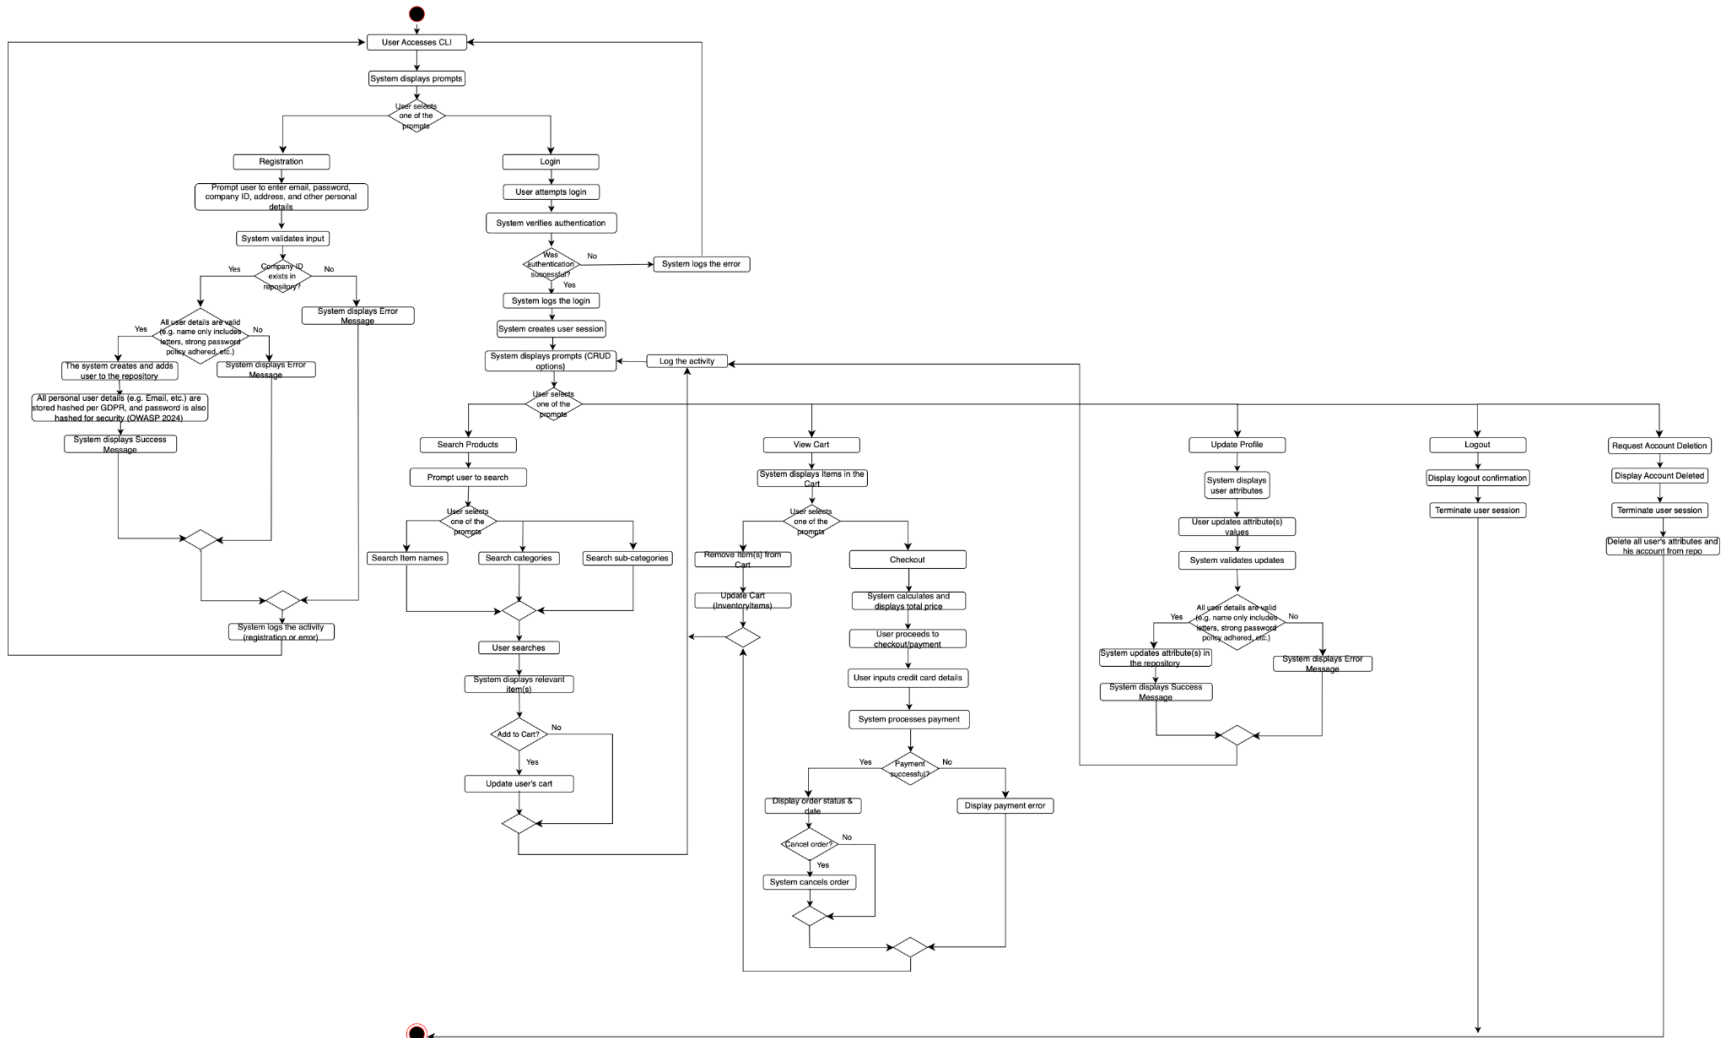 User Accesses CLI
System displays prompts
User selects
one of the
prompts
Registration
Login
Prompt user to enter email, password,
company ID, address, and other personal
details
User attempts login
System validates input
System verifies authentication
Company ID
exists in
repository?
Yes
No
Was
authentication
successful?
No
Yes
System logs the error
System displays Error
Message
System logs the login
System creates user session
All user details are valid
(e.g. name only includes
letters, strong password
policy adhered, etc.)
Yes
No
The system creates and adds
user to the repository
System displays Error
Message
System displays prompts (CRUD
options)
Log the activity
All personal user details (e.g. Email, etc.) are
stored hashed per GDPR, and password is also
hashed for security (OWASP 2024)
System displays Success
Message
User selects
one of the
prompts
Search Products
View Cart
Update Profile
Logout
Request Account Deletion
Prompt user to search
System displays Items in the
Cart
System displays
user attributes
Display logout confirmation
Display Account Deleted
User selects
one of the
prompts
User selects
one of the
prompts
User updates attribute(s)
values
Terminate user session
Terminate user session
Search Item names
Search categories
Search sub-categories
Remove Item(s) from
Cart
Checkout
System validates updates
Delete all user's attributes and
his account from repo
Update Cart
(InventoryItems)
System calculates and
displays total price
All user details are valid
(e.g. name only includes
letters, strong password
policy adhered, etc.)
Yes
No
System logs the activity
(registration or error)
User searches
User proceeds to
checkout/payment
System updates attribute(s) in
the repository
System displays Error
Message
System displays relevant
item(s)
User inputs credit card details
System displays Success
Message
Add to Cart?
No
Yes
System processes payment
Update user's cart
Payment
successful?
Yes
No
Display order status &
date
Display payment error
Cancel order?
No
Yes
System cancels order